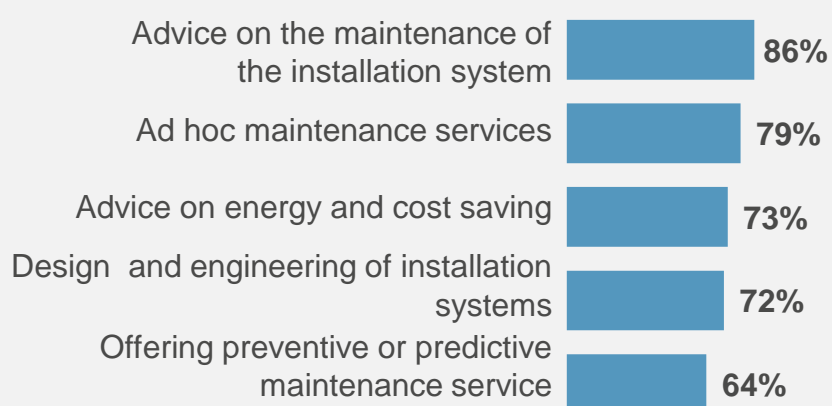 Advice on the maintenance of
the installation system
86%
Ad hoc maintenance services
79%
Advice on energy and cost saving
73%
Design  and engineering of installation
systems
72%
Offering preventive or predictive
maintenance service
64%